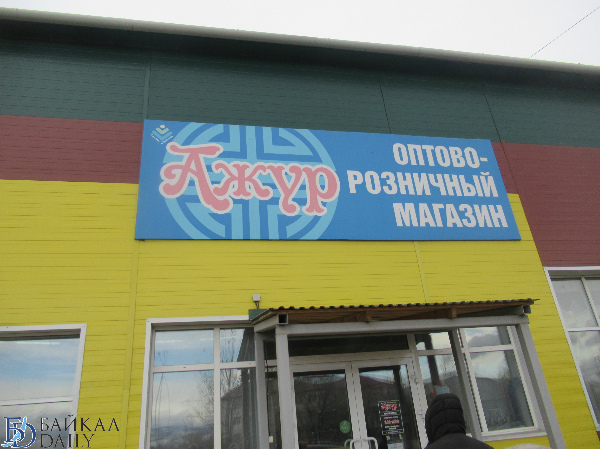 Ажур
ОПТОВО-
РОЗНИЧНЫЙ
МАГАЗИН
БАЙКАЛ
DAILY